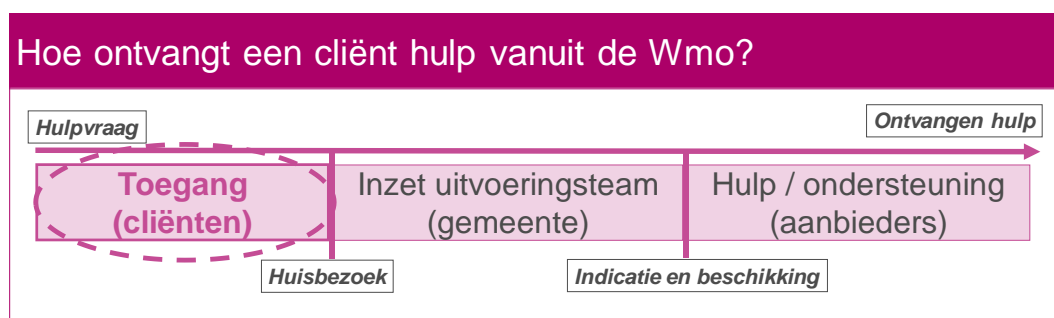 Hoe ontvangt een cliënt hulp vanuit de Wmo?
Hulpvraag
Ontvangen hulp
Toegang
(cliënten)
Inzet uitvoeringsteam
(gemeente)
Hulp / ondersteuning
(aanbieders)
Huisbezoek
Indicatie en beschikking